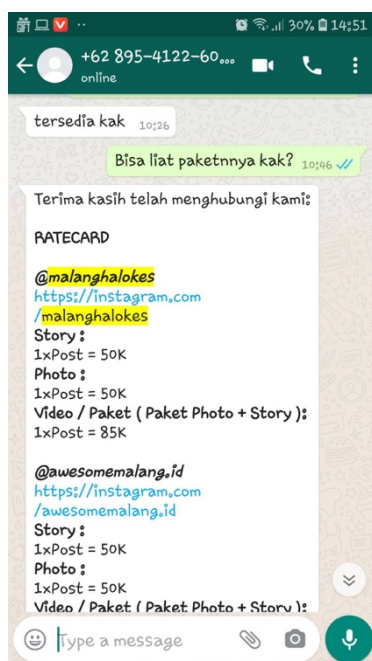 30% 14:51
+62 895-4122-60...
online
tersedia kak 10:26
Bisa liat paketnnya kak? 10:46
Terima kasih telah menghubungi kami:
RATECARD
@malanghalokes
https://instagram.com
/malanghalokes
Story :
1xPost = 50K
Photo :
1xPost = 50K
Video / Paket ( Paket Photo + Story ):
1xPost = 85K
@awesomemalang.id
https://instagram.com
/awesomemalang.id
Story :
1xPost = 50K
Photo :
1xPost = 50K
Video / Paket ( Paket Photo + Story ):
Type a message